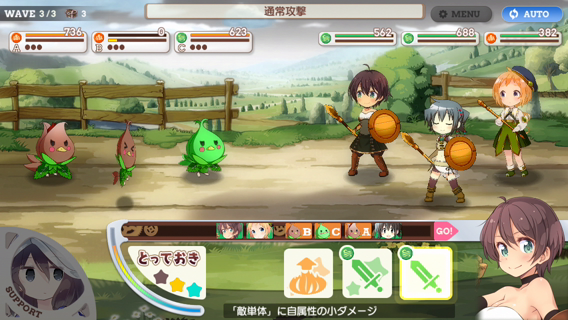 WAVE 3/3 3
通常攻撃
MENU
AUTO
736
A
0
B
623
C
562
688
382
B C A GO!
とっておき
SUPPORT
「敵単体」に自属性の小ダメージ